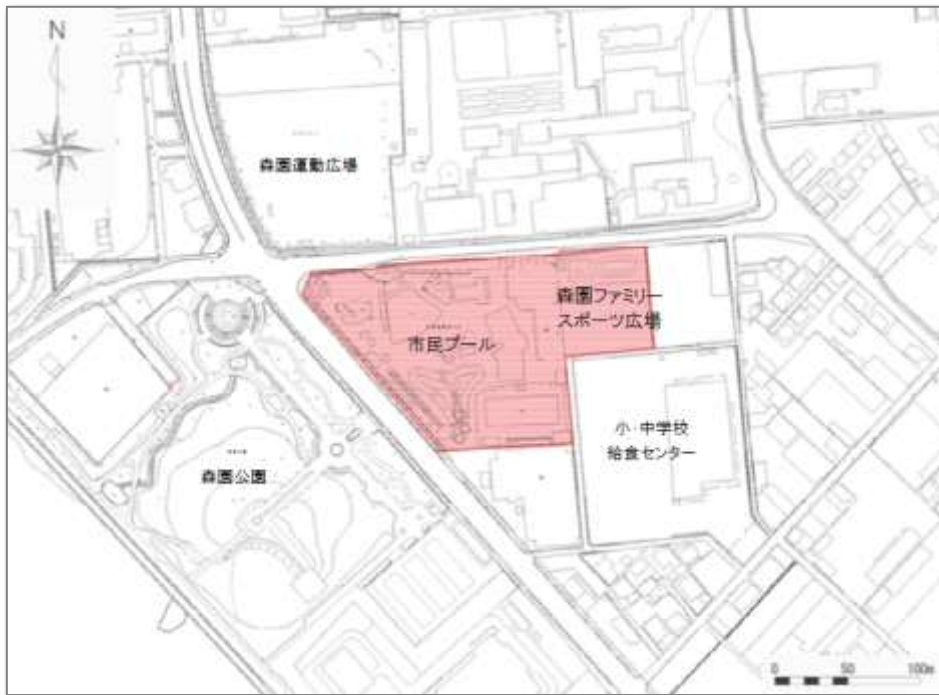 N
森園運動広場
森園ファミリー
スポーツ広場
市民プール
小・中学校
給食センター
森園公園
0 50 100m